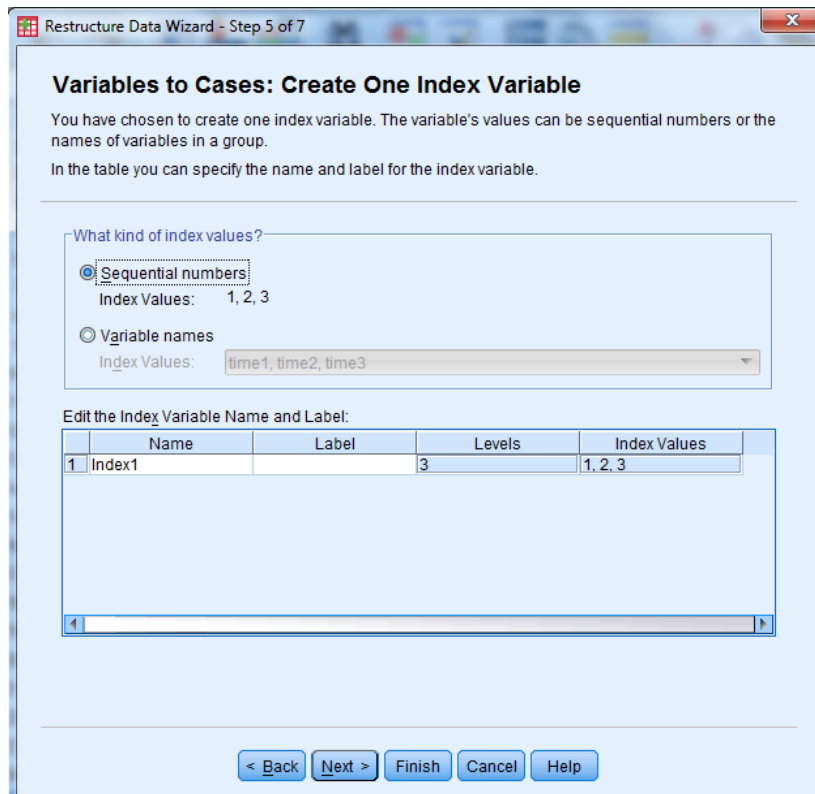 Restructure Data Wizard - Step 5 of 7
Variables to Cases: Create One Index Variable
You have chosen to create one index variable. The variable's values can be sequential numbers or the
names of variables in a group.
In the table you can specify the name and label for the index variable.
What kind of index values?
Sequential numbers
Index Values: 1, 2, 3
Variable names
Index Values: time1, time2, time3
Edit the Index Variable Name and Label:
Name Label Levels Index Values
1 Index1 3 1, 2, 3
< Back Next > Finish Cancel Help